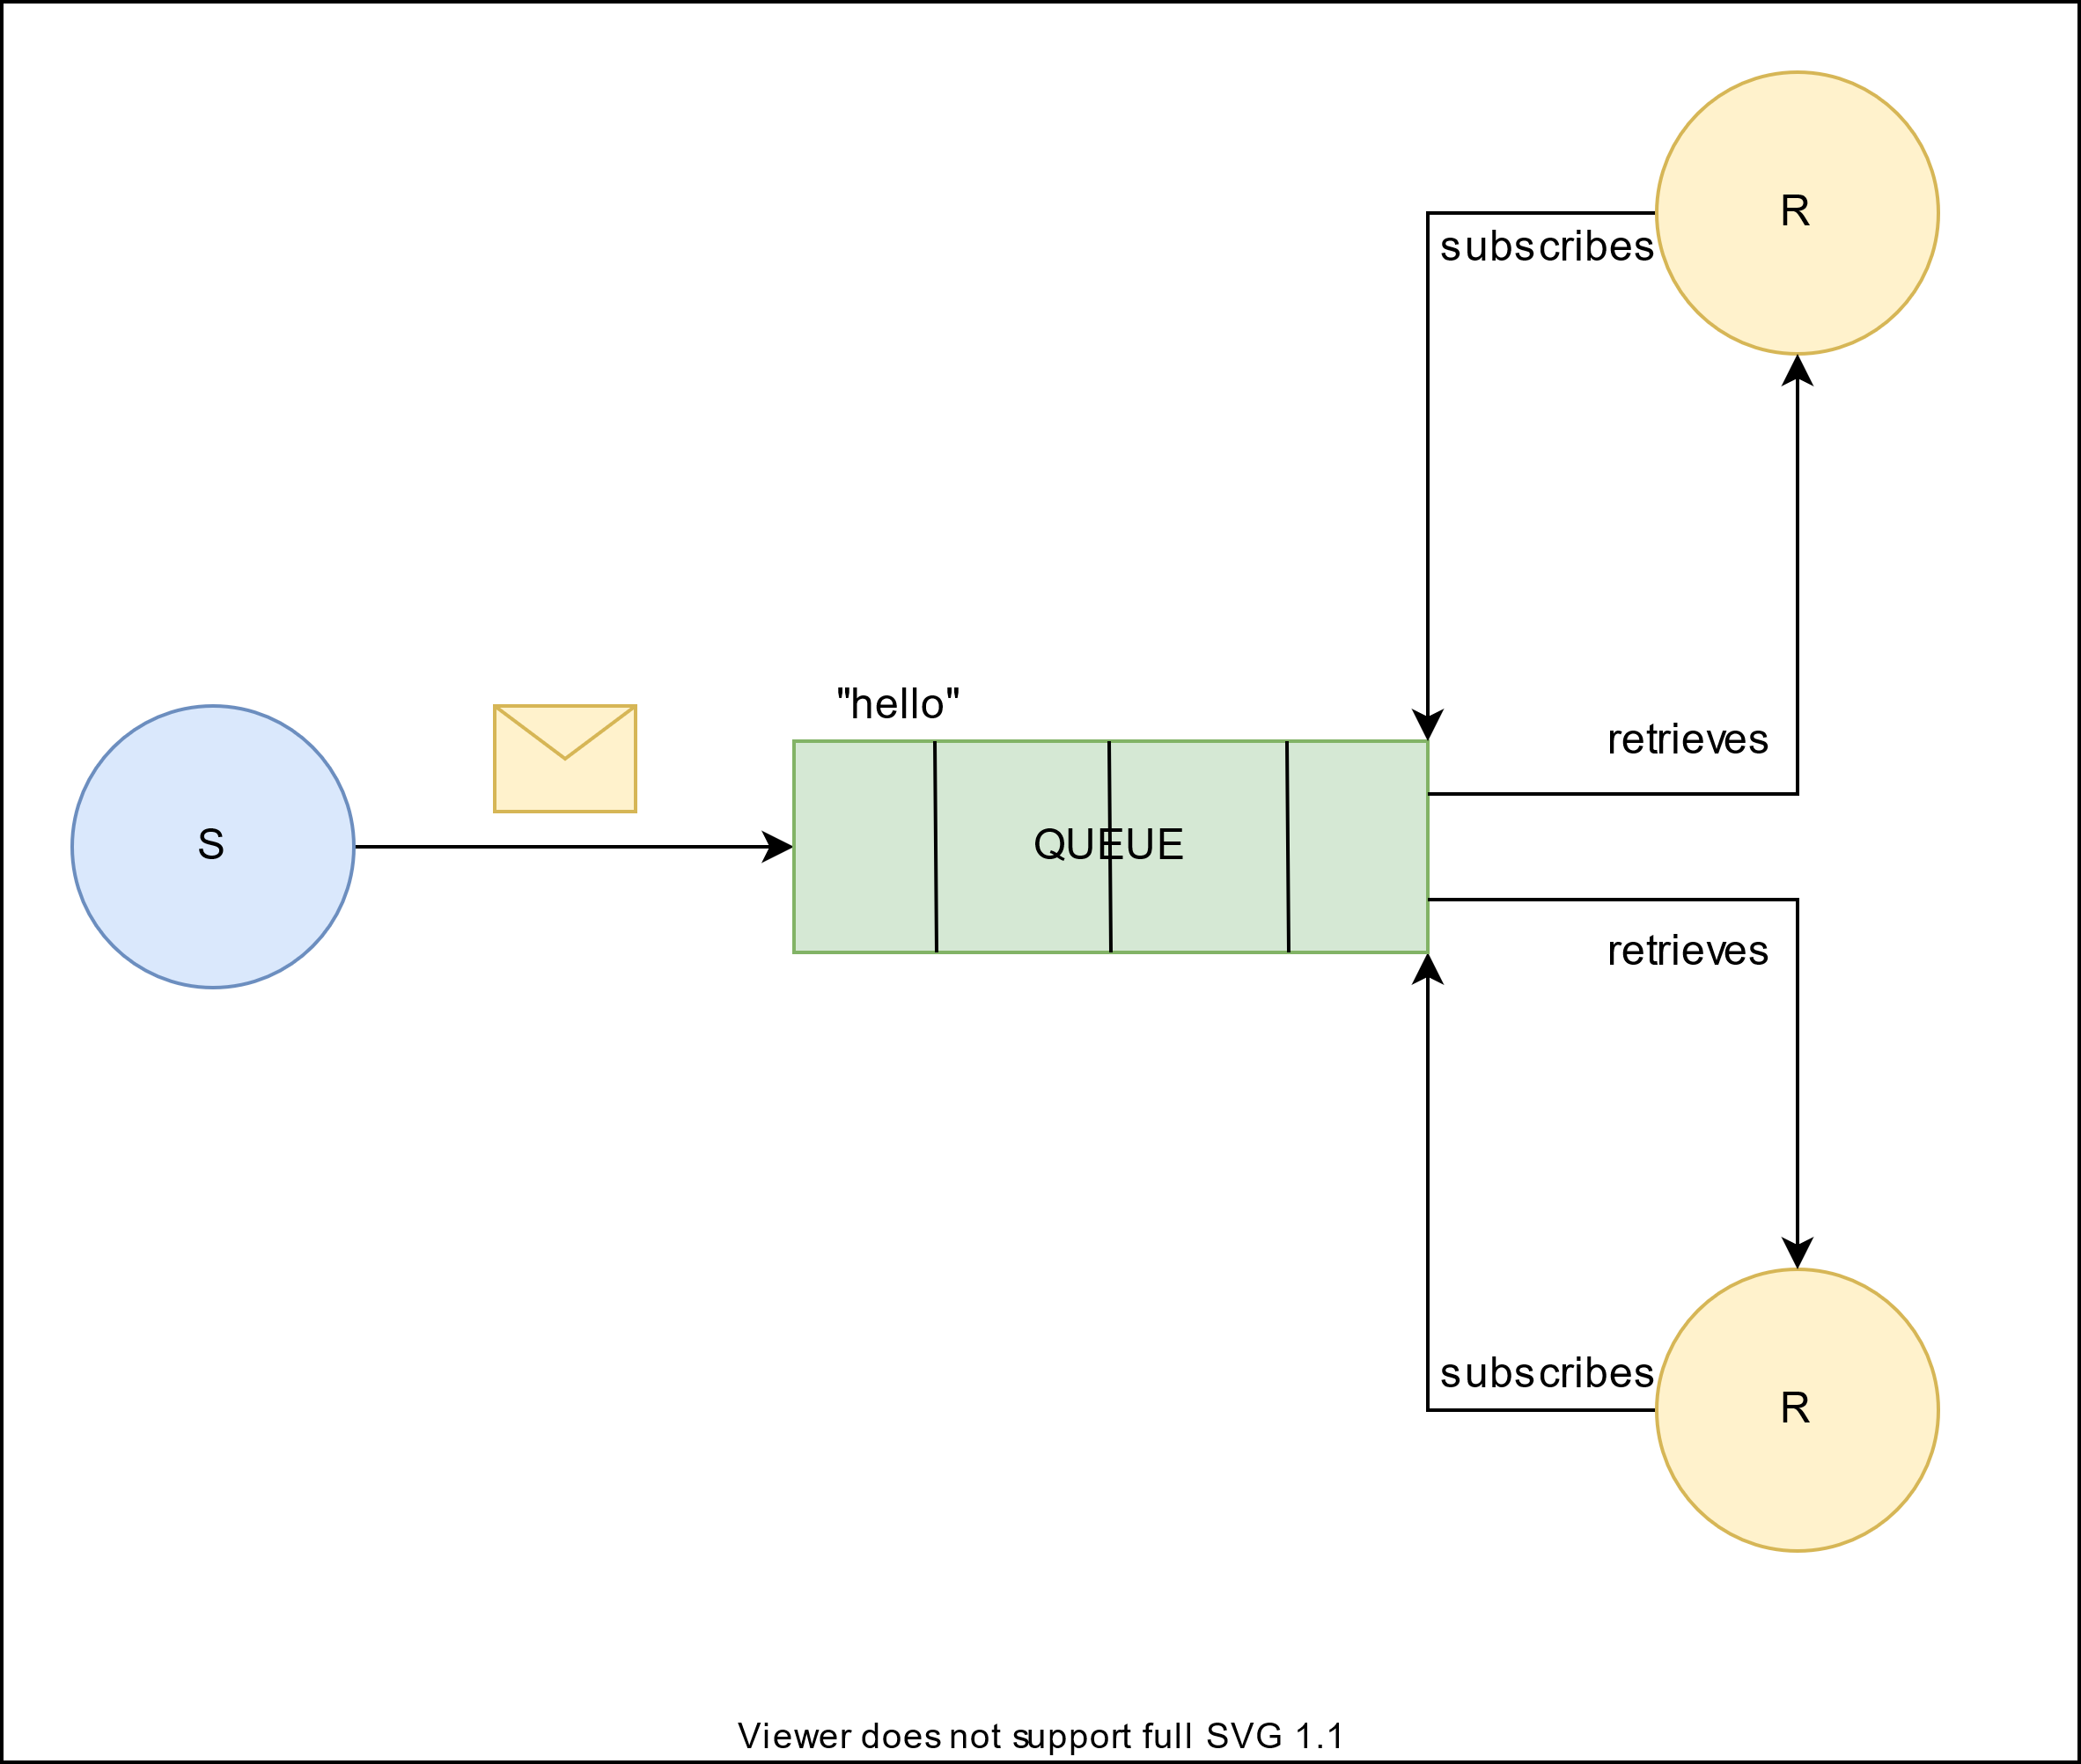 R
subscribes
"hello"
retrieves
S
QUEUE
retrieves
subscribes
R
Viewer does not support full SVG 1.1